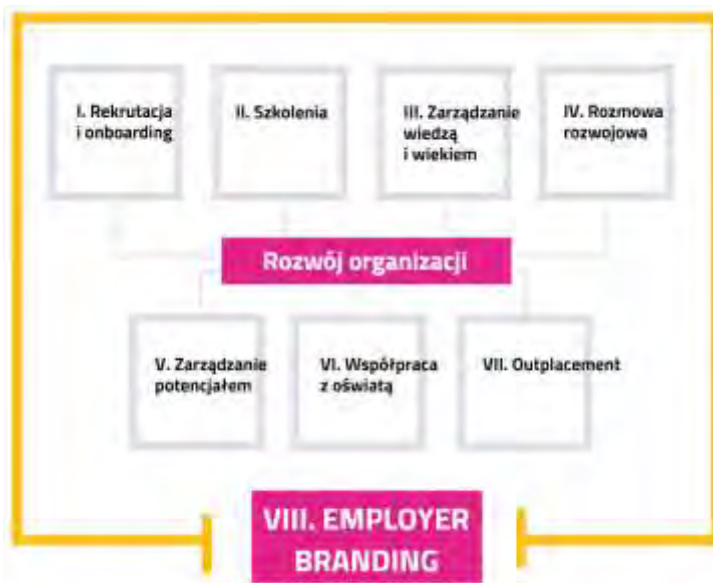 I. Rekrutacja
i onboarding
II. Szkolenia
III. Zarządzanie
wiedzą
i wiekiem
IV. Rozmowa
rozwojowa
Rozwój organizacji
V. Zarządzanie
potencjałem
VI. Współpraca
z oświatą
VII. Outplacement
VIII. EMPLOYER
BRANDING